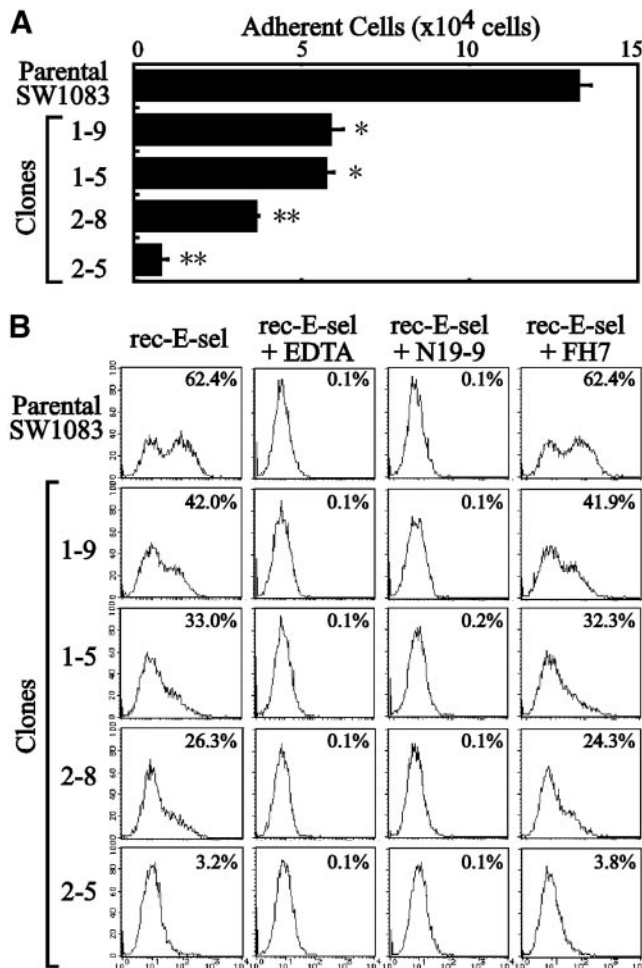 A
Adherent Cells (x10⁴ cells)
0 5 10 15
Parental
SW1083
Clones
1-9 *
1-5 *
2-8 **
2-5 **
B
rec-E-sel
rec-E-sel
+ EDTA
rec-E-sel
+ N19-9
rec-E-sel
+ FH7
Parental
SW1083
62.4% 0.1% 0.1% 62.4%
Clones
1-9
42.0% 0.1% 0.1% 41.9%
1-5
33.0% 0.1% 0.2% 32.3%
2-8
26.3% 0.1% 0.1% 24.3%
2-5
3.2% 0.1% 0.1% 3.8%